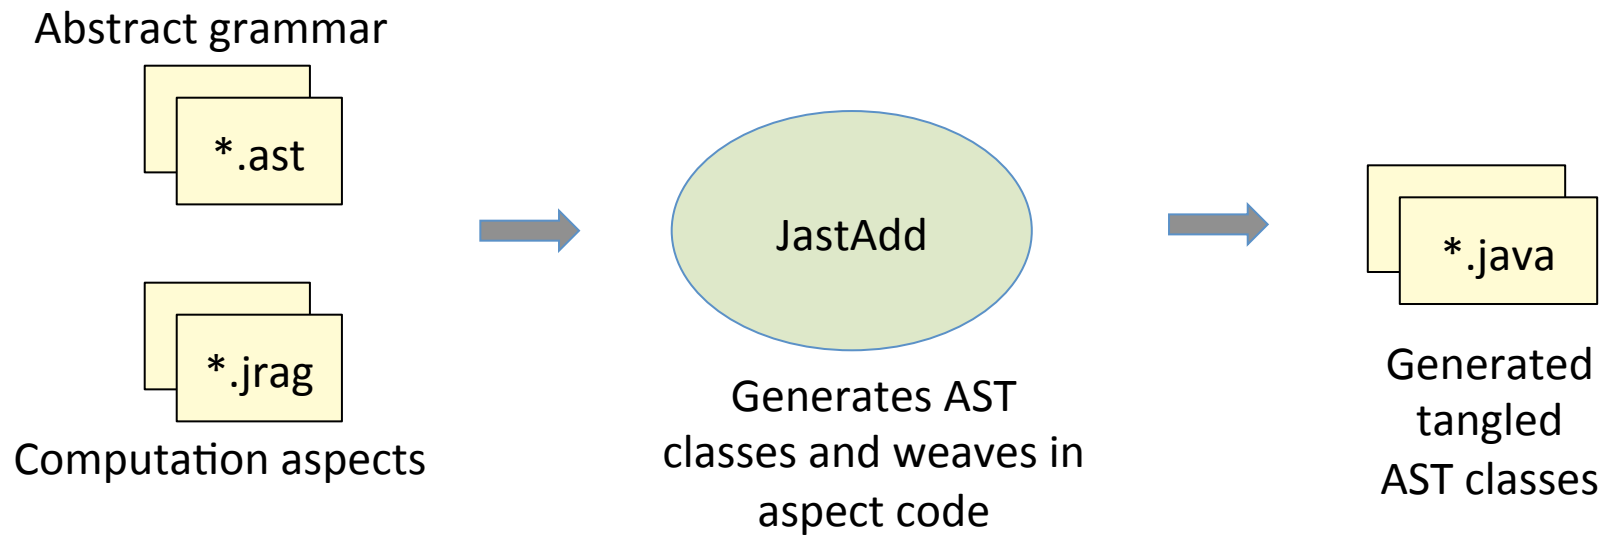 Abstract grammar
*.ast
*.jrag
Computation aspects
JastAdd
Generates AST
classes and weaves in
aspect code
*.java
Generated
tangled
AST classes